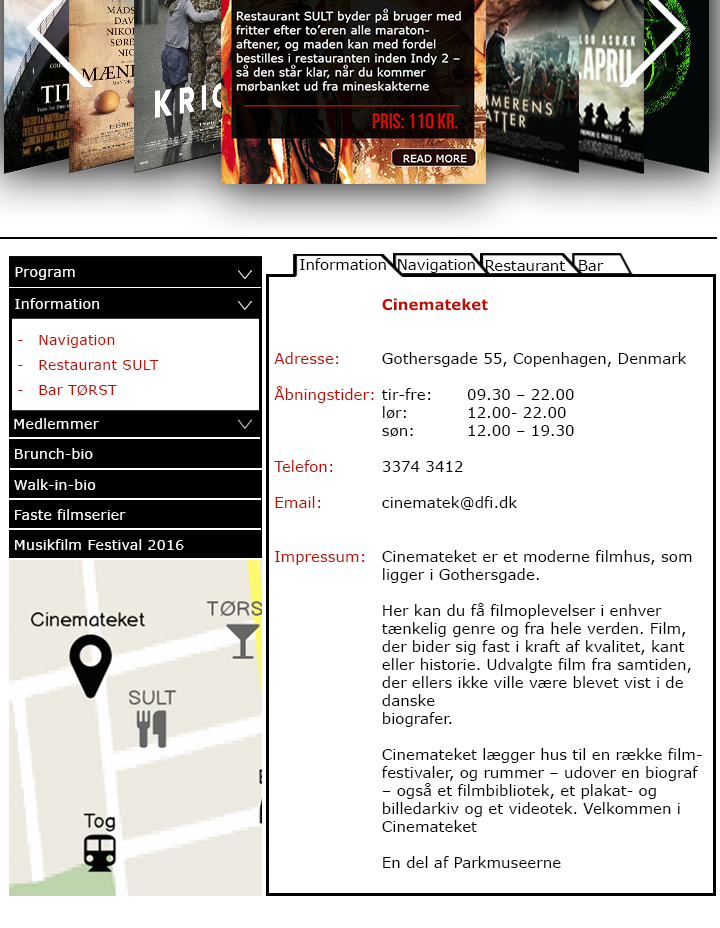 Restaurant SULT byder på bruger med
fritter efter to'eren alle maraton-
aftener, og maden kan med fordel
bestilles i restauranten inden Indy 2 –
så den står klar, når du kommer
mørbanket ud fra mineskakterne
PRIS: 110 KR.
READ MORE
MADS
DAV
NIKOL
SØRE
NIC
MÆND
TIT
KRIG
MERENS
ATTER
LOD ASBÆK
APRIL
Program
Information
- Navigation
- Restaurant SULT
- Bar TØRST
Medlemmer
Brunch-bio
Walk-in-bio
Faste filmserier
Musikfilm Festival 2016
Cinemateket
TØRS
SULT
Tog
Information Navigation Restaurant Bar
Cinemateket
Adresse: Gothersgade 55, Copenhagen, Denmark
Åbningstider: tir-fre: 09.30 – 22.00
lør: 12.00- 22.00
søn: 12.00 – 19.30
Telefon: 3374 3412
Email: cinematek@dfi.dk
Impressum: Cinemateket er et moderne filmhus, som
ligger i Gothersgade.
Her kan du få filmoplevelser i enhver
tænkelig genre og fra hele verden. Film,
der bider sig fast i kraft af kvalitet, kant
eller historie. Udvalgte film fra samtiden,
der ellers ikke ville være blevet vist i de
danske
biografer.
Cinemateket lægger hus til en række film-
festivaler, og rummer – udover en biograf
– også et filmbibliotek, et plakat- og
billedarkiv og et videotek. Velkommen i
Cinemateket
En del af Parkmuseerne